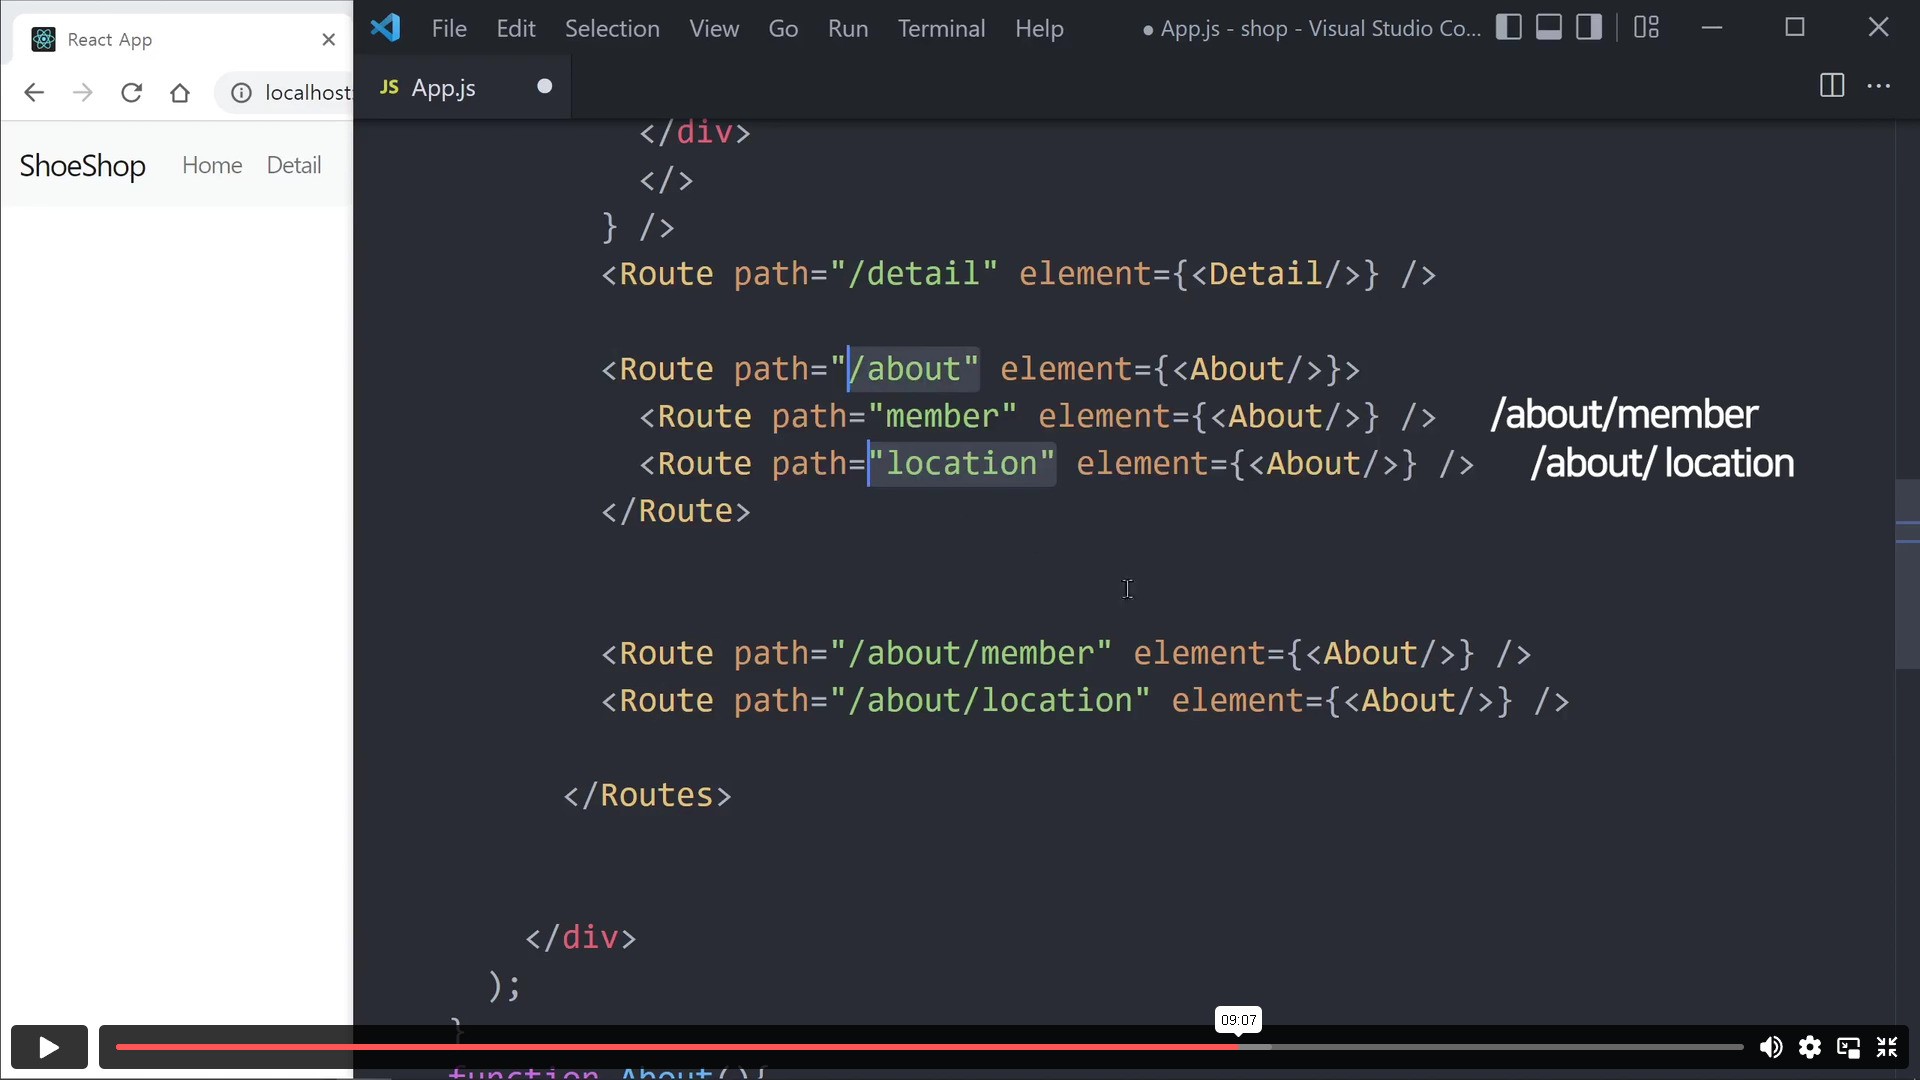 React App
File Edit Selection View Go Run Terminal Help
● App.js - shop - Visual Studio Co...
JS App.js
localhost:
ShoeShop Home Detail
</div>
</>
} />
<Route path="/detail" element={<Detail/>} />
<Route path="/about" element={<About/>}>
<Route path="member" element={<About/>} /> /about/member
<Route path="location" element={<About/>} /> /about/ location
</Route>
<Route path="/about/member" element={<About/>} />
<Route path="/about/location" element={<About/>} />
</Routes>
</div>
);
}
09:07
function About(){